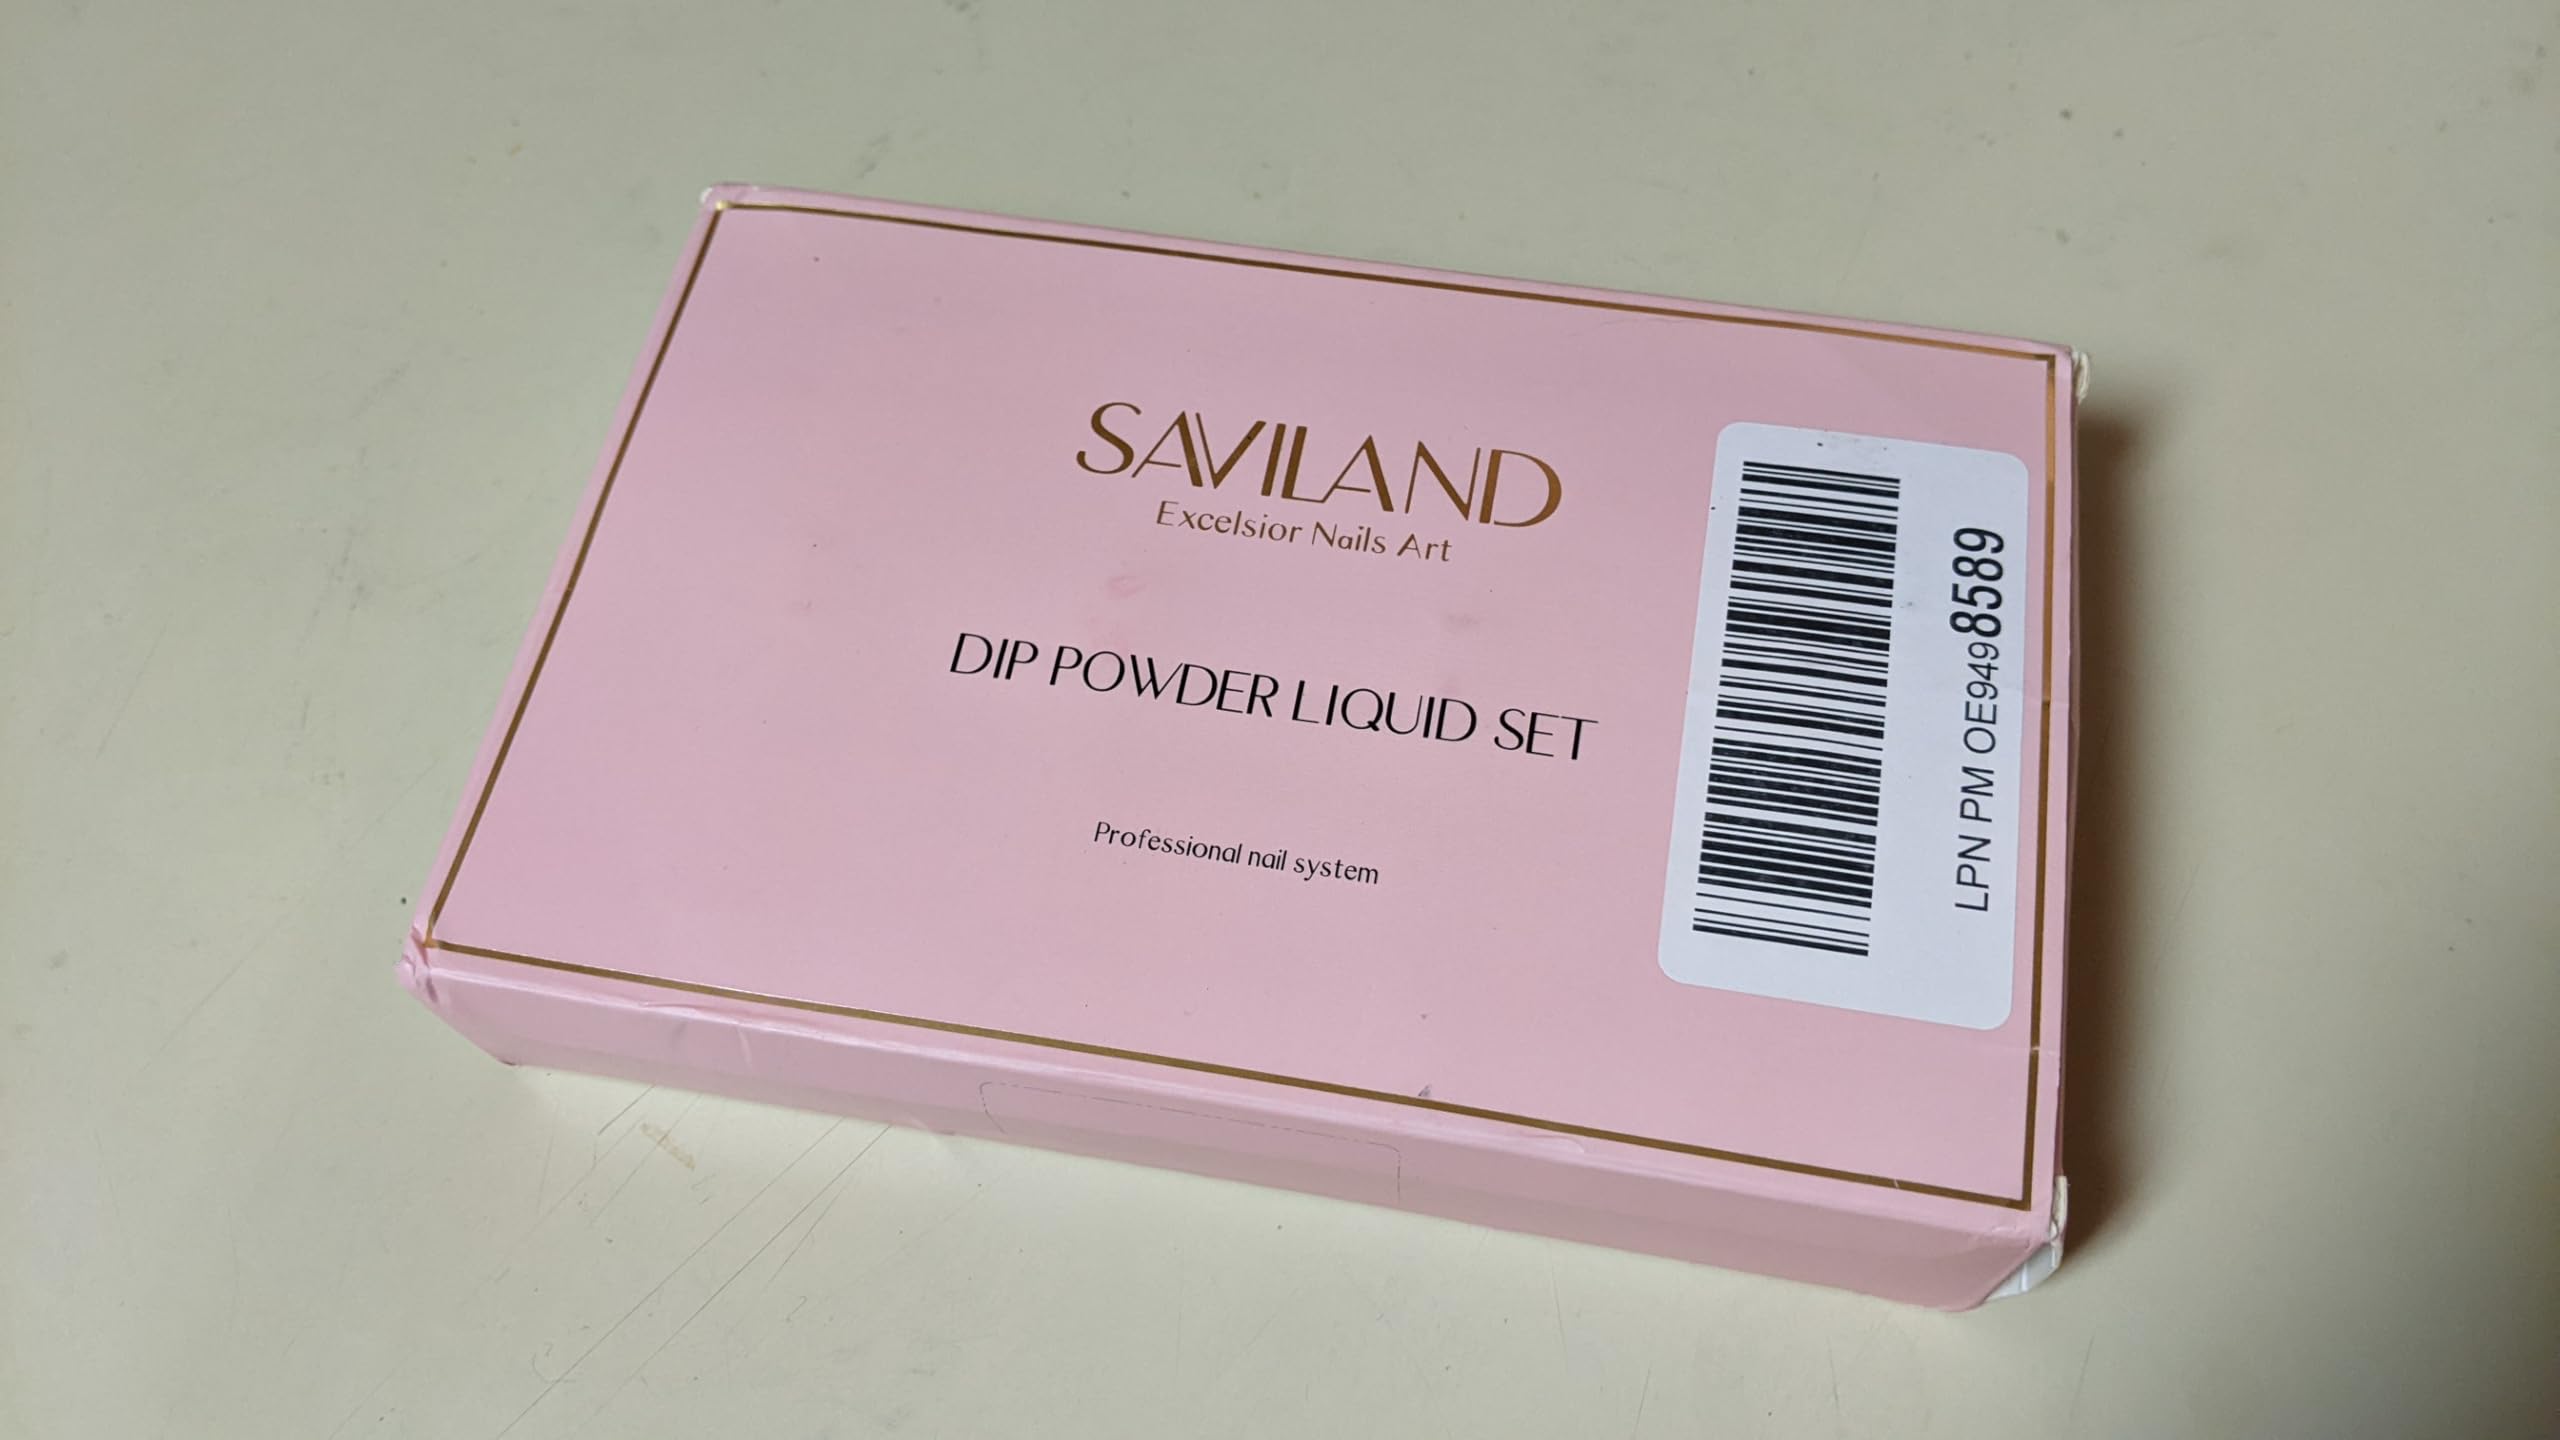 SAVILAND
Excelsior Nails Art
DIP POWDER LIQUID SET
Professional nail system
LPN PM OE9498589